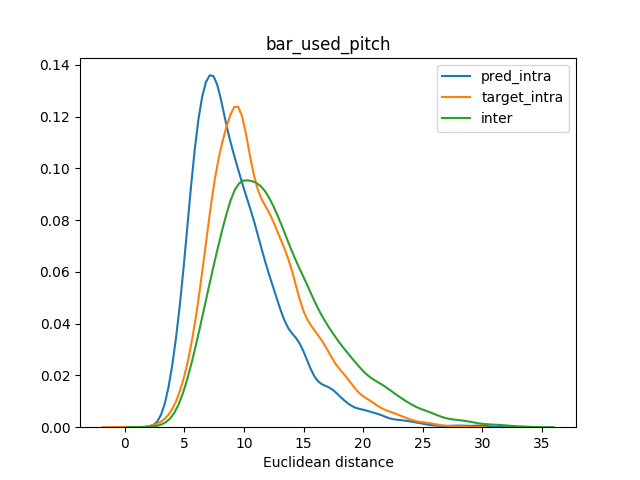 bar_used_pitch
0.14
0.12
0.10
0.08
0.06
0.04
0.02
0.00
pred_intra
target_intra
inter
0 5 10 15 20 25 30 35
Euclidean distance